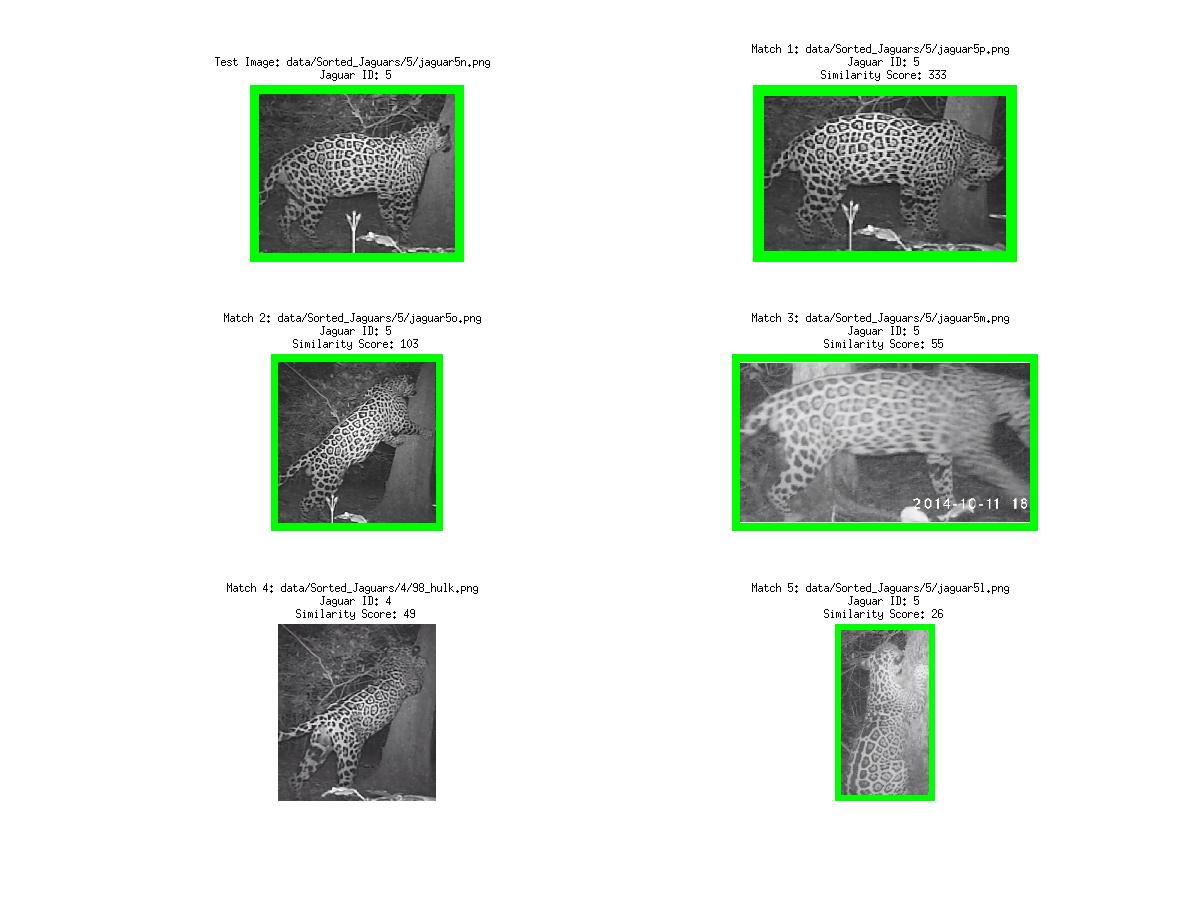 Test Image: data/Sorted_Jaguars/5/jaguar5n.png
Jaguar ID: 5
Match 1: data/Sorted_Jaguars/5/jaguar5p.png
Jaguar ID: 5
Similarity Score: 333
Match 2: data/Sorted_Jaguars/5/jaguar5o.png
Jaguar ID: 5
Similarity Score: 103
Match 3: data/Sorted_Jaguars/5/jaguar5m.png
Jaguar ID: 5
Similarity Score: 55
2014-10-11 18
Match 4: data/Sorted_Jaguars/4/98_hulk.png
Jaguar ID: 4
Similarity Score: 49
Match 5: data/Sorted_Jaguars/5/jaguar5l.png
Jaguar ID: 5
Similarity Score: 26